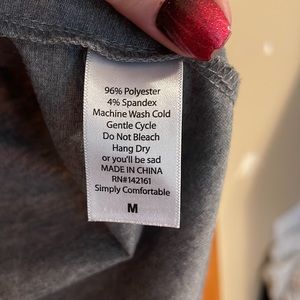 96% Polyester
4% Spandex
Machine Wash Cold
Gentle Cycle
Do Not Bleach
Hang Dry
or you'll be sad
MADE IN CHINA
RN#142161
Simply Comfortable
M